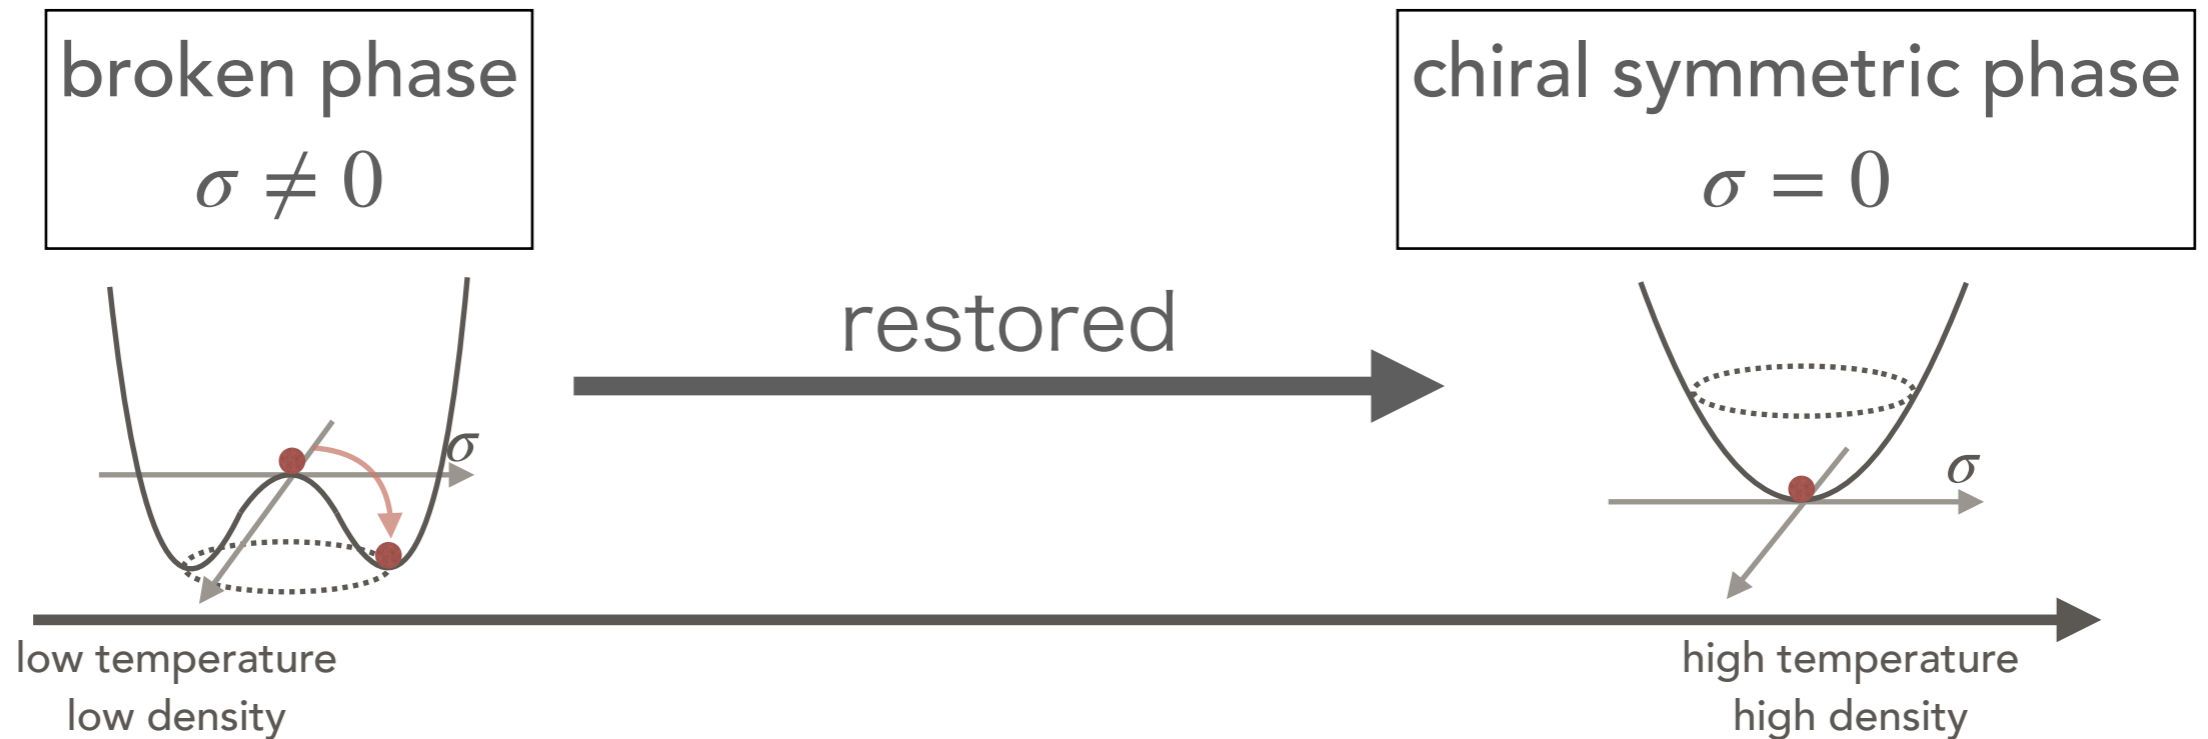 broken phase
σ ≠ 0
chiral symmetric phase
σ = 0
restored
σ
σ
low temperature
low density
high temperature
high density